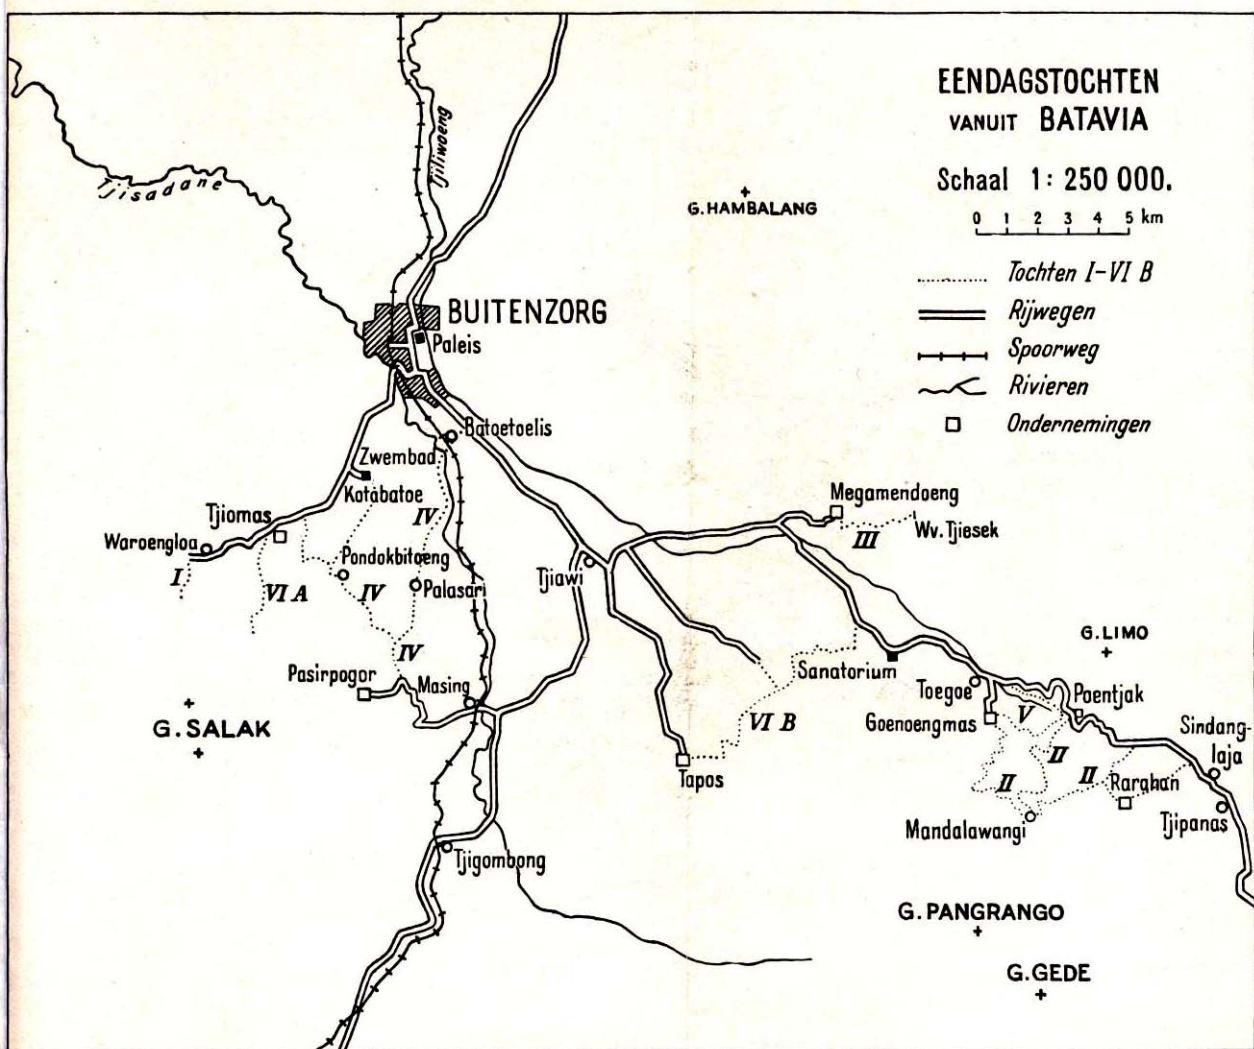 EENDAGSTOCHTEN
VANUIT BATAVIA
Schaal 1: 250 000.
0 1 2 3 4 5 km
Tochten I-VI B
Rijwegen
Spoorweg
Rivieren
Ondernemingen
Tjiliwoeng
Tjisadane
G. HAMBALANG
BUITENZORG
Paleis
Batoetoelis
Zwembad
Kotabatoe
Tjiomas
Waroengloa
I
VI A
Pondokbitoeng
IV
IV
Palasari
IV
Pasirpogor
Masing
G. SALAK
Tjiawi
Megamendoeng
Wv. Tjiesek
III
Sanatorium
VI B
Tapos
G. LIMO
Toegoe
Goenoengmas
V
Poentjak
II
II
II
Sindang-
laja
Rarahan
Tjipanas
Mandalawangi
Tjigombong
G. PANGRANGO
G. GEDE